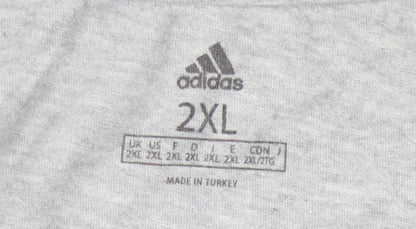 adidas
2XL
UK US F D I E CDN J
2XL 2XL 2XL 2XL 2XL 2XL 2XL/2TG
MADE IN TURKEY